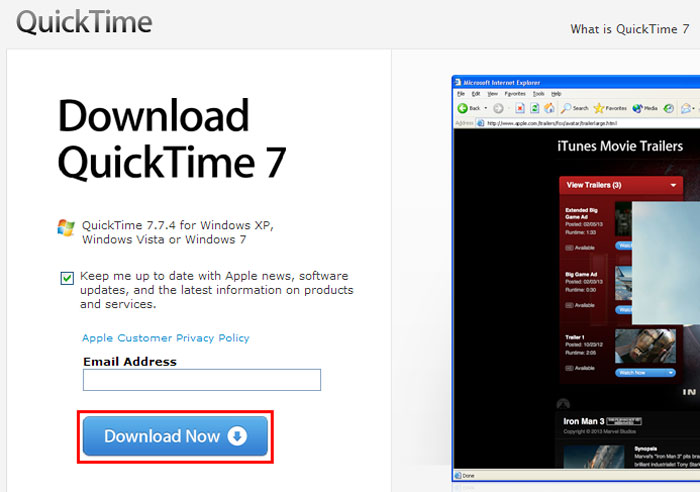 QuickTime
What is QuickTime 7
Download
QuickTime 7
QuickTime 7.7.4 for Windows XP,
Windows Vista or Windows 7
Keep me up to date with Apple news, software
updates, and the latest information on products
and services.
Apple Customer Privacy Policy
Email Address
Download Now
Microsoft Internet Explorer
File Edit View Favorites Tools Help
Back Search Favorites Media
Address http://www.apple.com/trailers/fox/avatar/trailerlarge.html
iTunes Movie Trailers
View Trailers (3)
Extended Big
Game Ad
Posted: 02/05/13
Runtime: 1:33
Available
Big Game Ad
Posted: 02/03/13
Runtime: 0:30
Available
Trailer 1
Posted: 10/23/12
Runtime: 2:05
Available
Watch Now
IN
Iron Man 3
Copyright © 2013 Marvel Studios
Synopsis
Marvel's "Iron Man 3" pits bra
brilliant industrialist Tony Stark
Done